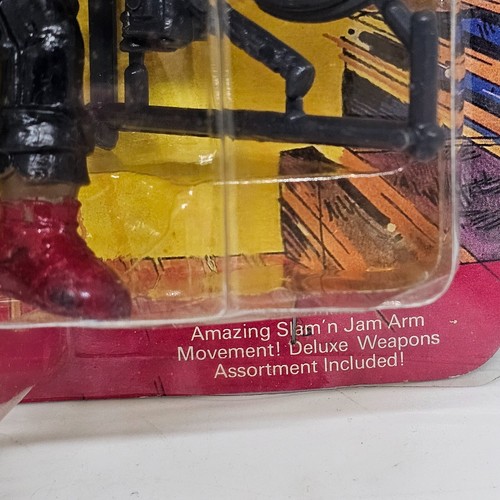 Amazing Slam'n Jam Arm
Movement! Deluxe Weapons
Assortment Included!